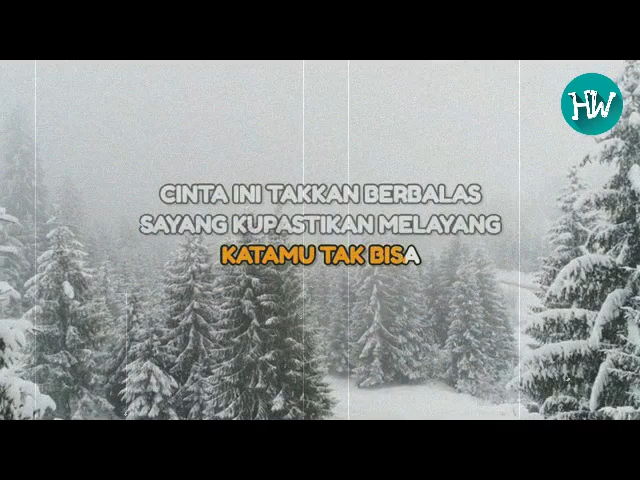 HW
CINTA INI TAKKAN BERBALAS
SAYANG KUPASTIKAN MELAYANG
KATAMU TAK BISA